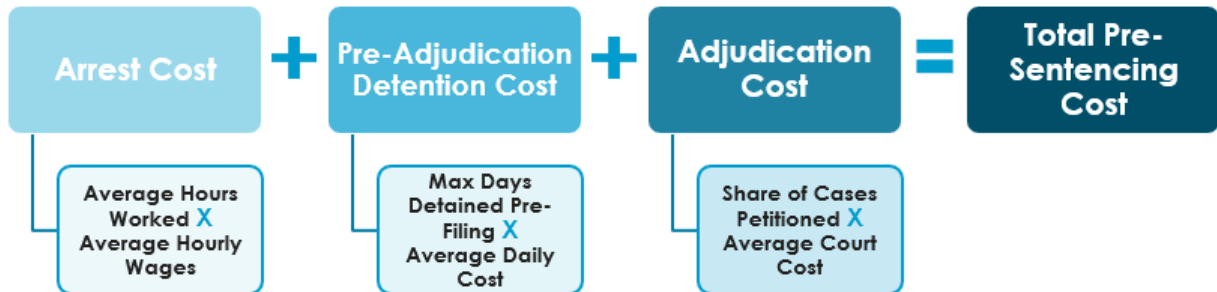 Arrest Cost
+
Pre-Adjudication
Detention Cost
+
Adjudication
Cost
=
Total Pre-
Sentencing
Cost
Average Hours
Worked X
Average Hourly
Wages
Max Days
Detained Pre-
Filing X
Average Daily
Cost
Share of Cases
Petitioned X
Average Court
Cost